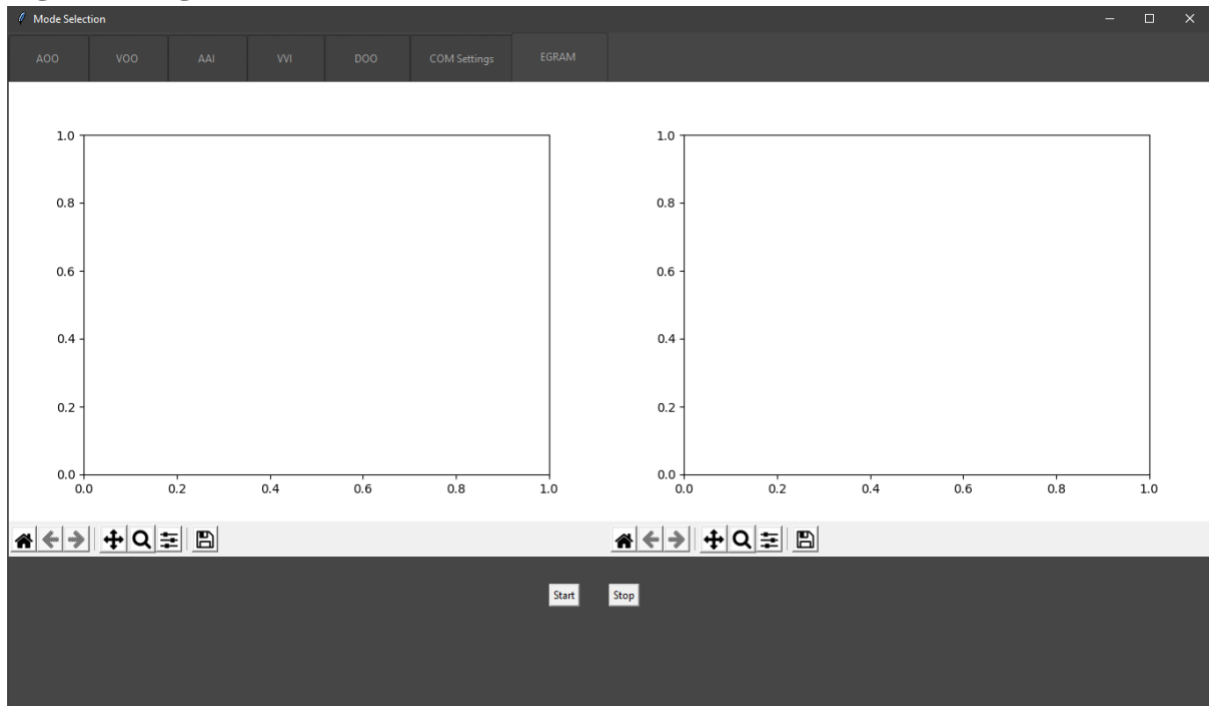 Mode Selection
AOO VOO AAI VVI DOO COM Settings EGRAM
1.0 1.0
0.8 0.8
0.6 0.6
0.4 0.4
0.2 0.2
0.0 0.0
0.0 0.2 0.4 0.6 0.8 1.0 0.0 0.2 0.4 0.6 0.8 1.0
Start Stop